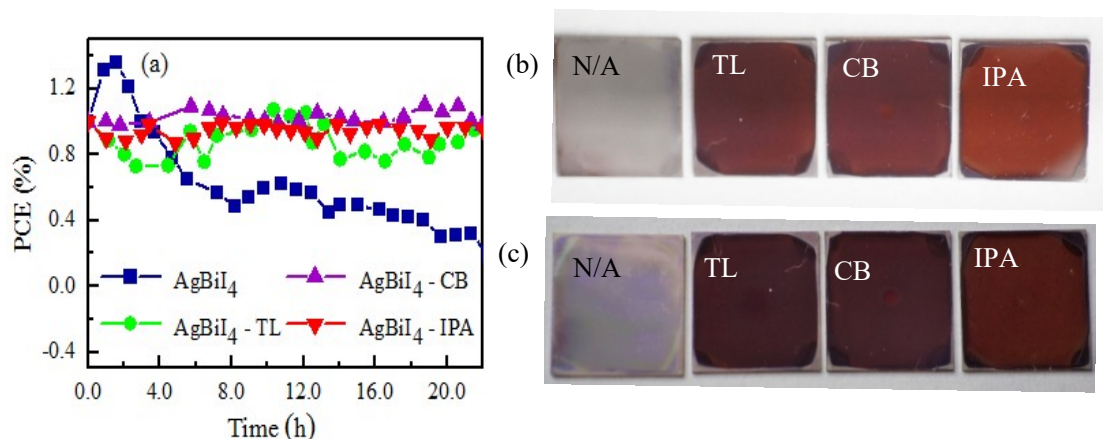 (a)
PCE (%)
1.2
0.8
0.4
0.0
-0.4
AgBiI₄
AgBiI₄ - CB
AgBiI₄ - TL
AgBiI₄ - IPA
0.0 4.0 8.0 12.0 16.0 20.0
Time (h)
(b)
N/A TL CB IPA
(c)
N/A TL CB IPA